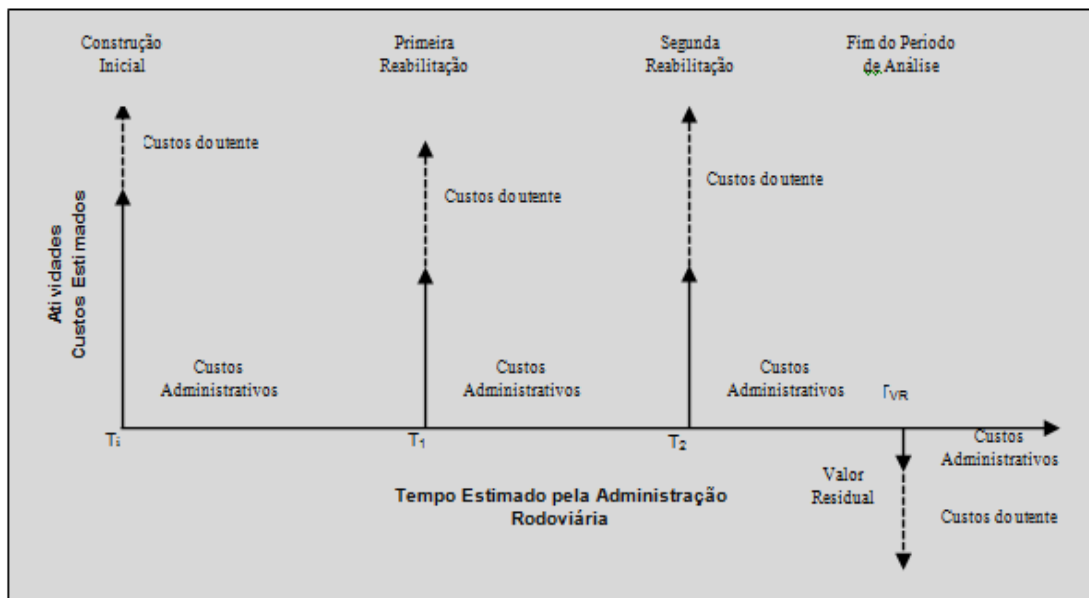 Construção
Inicial
Primeira
Reabilitação
Segunda
Reabilitação
Fim do Período
de Análise
Custos do utente
Custos do utente
Custos do utente
Atividades
Custos Estimados
Custos
Administrativos
Custos
Administrativos
Custos
Administrativos
TVR
Ti
T1
T2
Custos
Administrativos
Valor
Residual
Custos do utente
Tempo Estimado pela Administração
Rodoviária